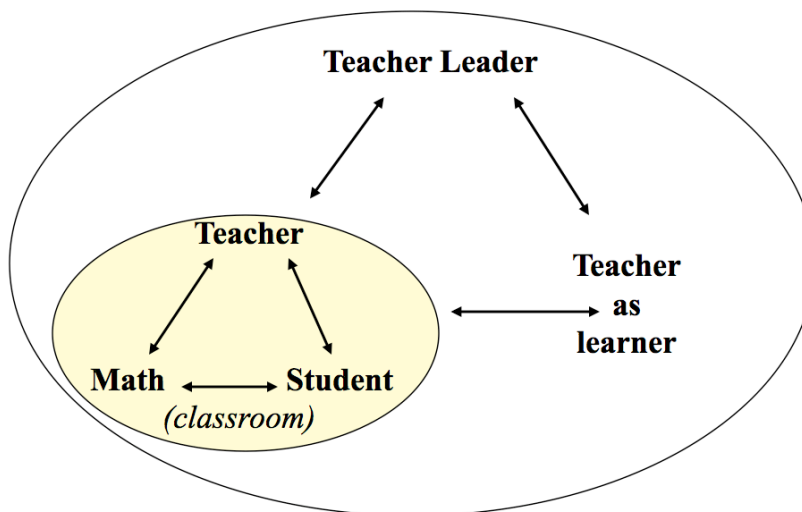 Teacher Leader
Teacher
Teacher
as
learner
Math
Student
(classroom)